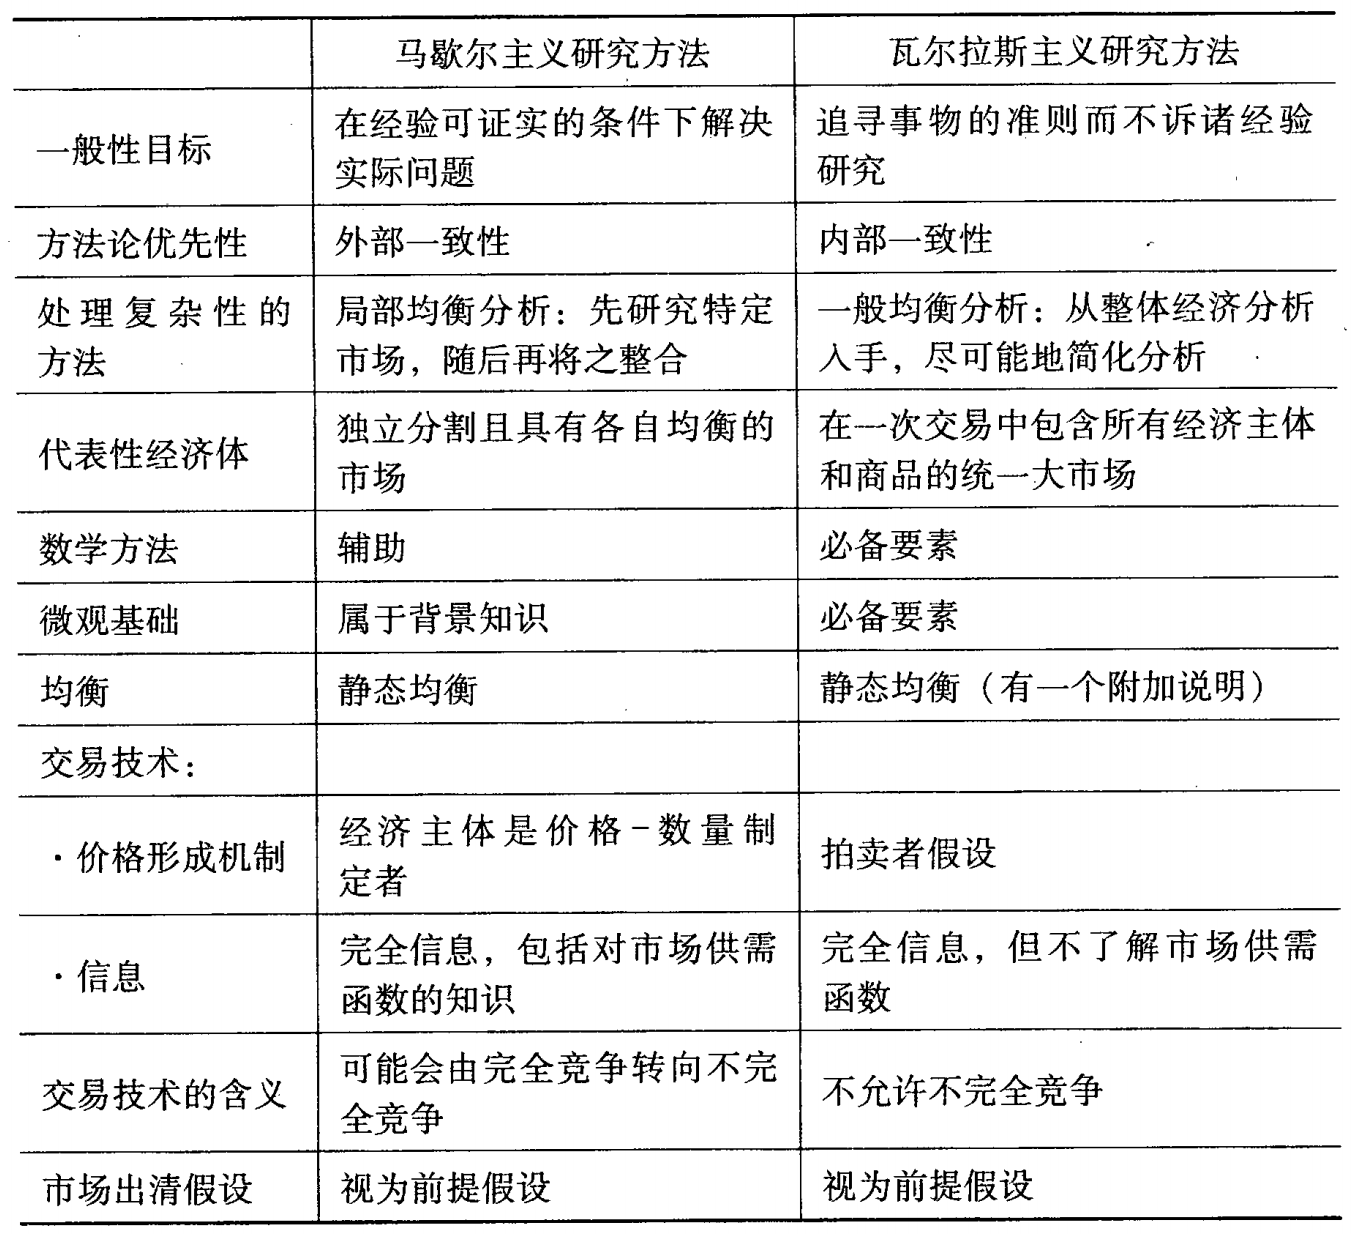 马歇尔主义研究方法
瓦尔拉斯主义研究方法
一般性目标
在经验可证实的条件下解决
实际问题
追寻事物的准则而不诉诸经验
研究
方法论优先性
外部一致性
内部一致性
处理复杂性的
方法
局部均衡分析：先研究特定
市场，随后再将之整合
一般均衡分析：从整体经济分析
入手，尽可能地简化分析
代表性经济体
独立分割且具有各自均衡的
市场
在一次交易中包含所有经济主体
和商品的统一大市场
数学方法
辅助
必备要素
微观基础
属于背景知识
必备要素
均衡
静态均衡
静态均衡（有一个附加说明）
交易技术：
·价格形成机制
经济主体是价格－数量制
定者
拍卖者假设
·信息
完全信息，包括对市场供需
函数的知识
完全信息，但不了解市场供需
函数
交易技术的含义
可能会由完全竞争转向不完
全竞争
不允许不完全竞争
市场出清假设
视为前提假设
视为前提假设